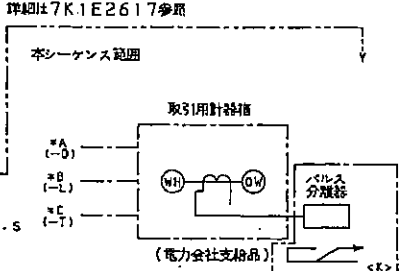 詳細は7K1E2617参照
本シーケンス範囲
取引用計器箱
*A
(-O)
*B
(-L)
*C
(-T)
WH
OW
パルス
分離器
.S
(電力会社支給品)
<K>